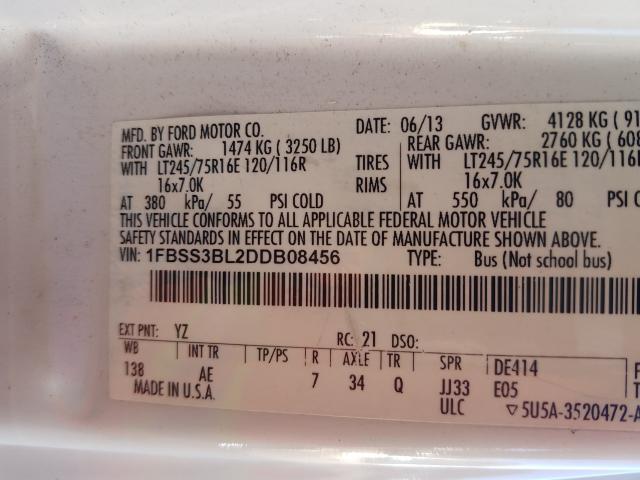 MFD. BY FORD MOTOR CO. DATE: 06/13 GVWR: 4128 KG ( 91
FRONT GAWR: 1474 KG ( 3250 LB) REAR GAWR: 2760 KG ( 608
WITH LT245/75R16E 120/116R TIRES WITH LT245/75R16E 120/116R
16x7.0K RIMS 16x7.0K
AT 380 kPa/ 55 PSI COLD AT 550 kPa/ 80 PSI C
THIS VEHICLE CONFORMS TO ALL APPLICABLE FEDERAL MOTOR VEHICLE
SAFETY STANDARDS IN EFFECT ON THE DATE OF MANUFACTURE SHOWN ABOVE.
VIN: 1FBSS3BL2DDB08456 TYPE: Bus (Not school bus)
EXT PNT: YZ RC: 21 DSO:
WB INT TR TP/PS R AXLE TR SPR DE414
138 AE 7 34 Q JJ33 E05
MADE IN U.S.A. ULC ▽5U5A-3520472-A